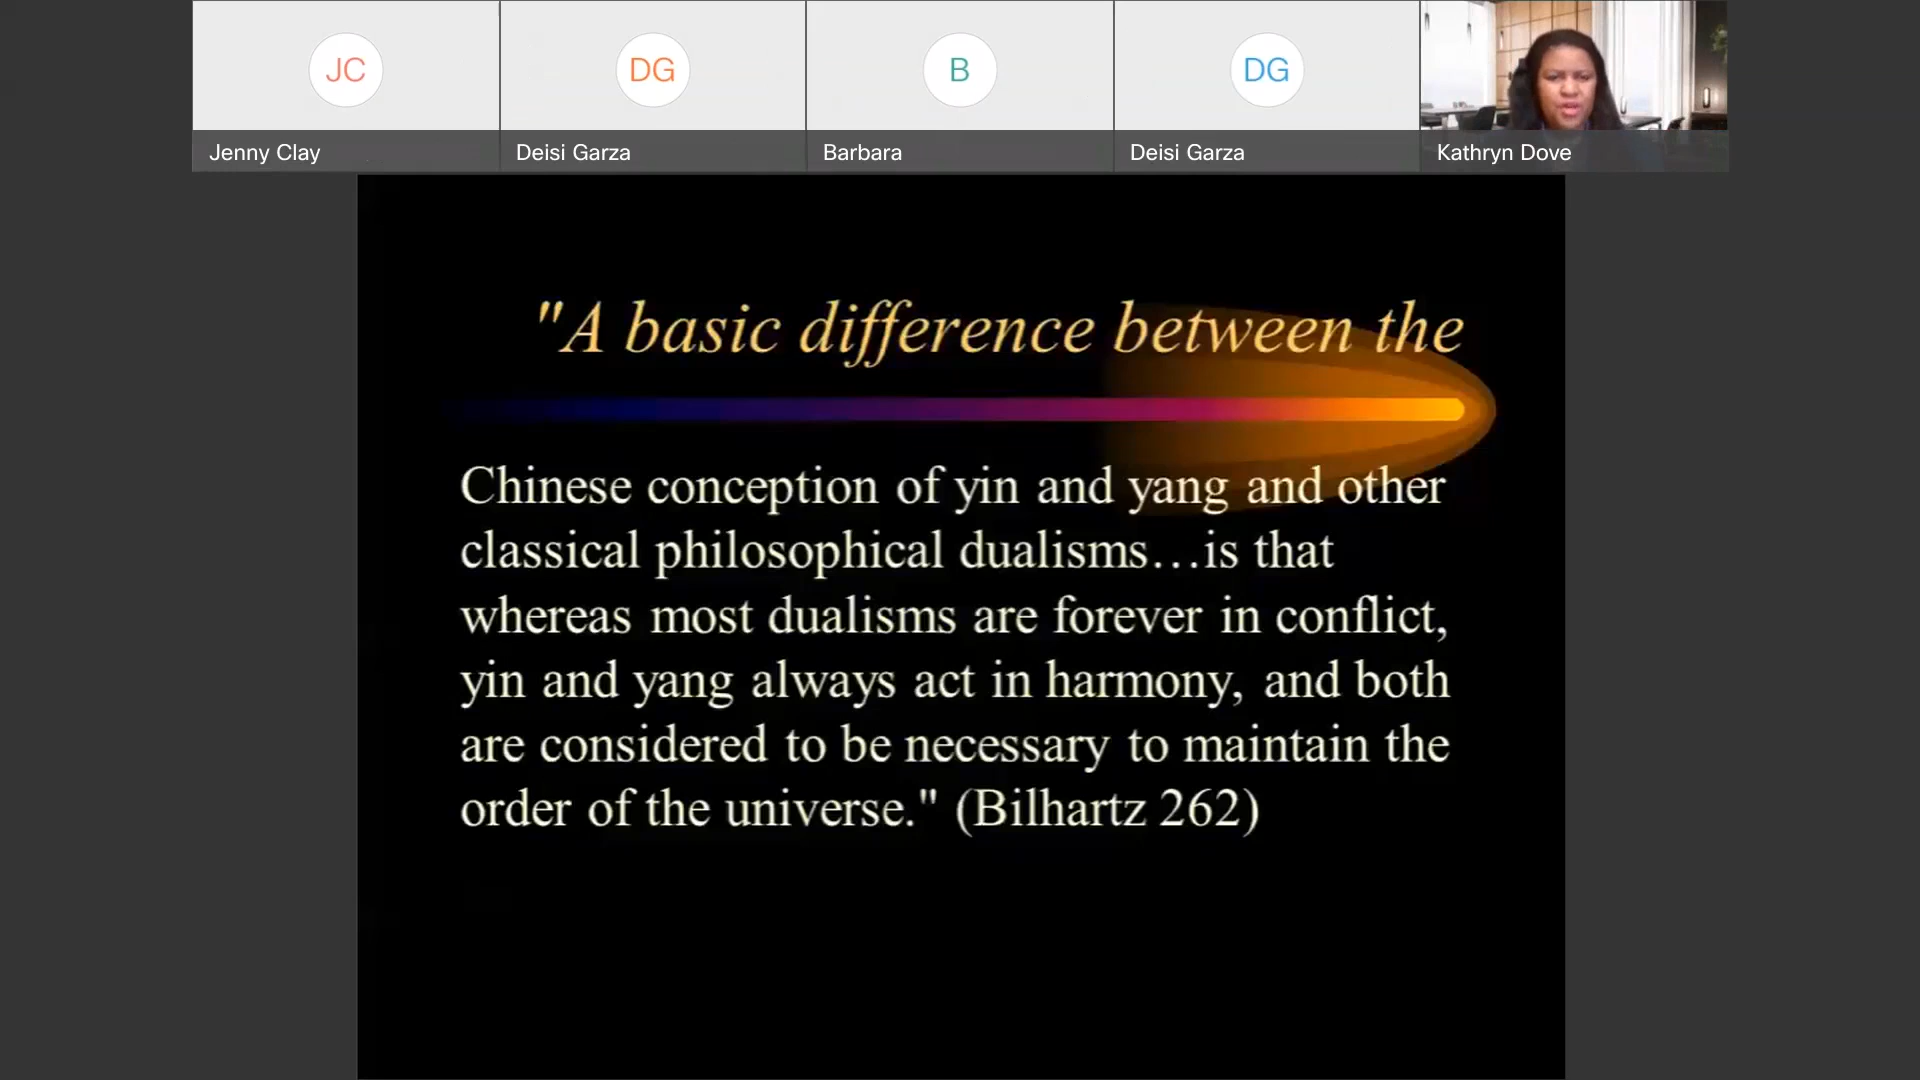 JC
DG
B
DG
Jenny Clay
Deisi Garza
Barbara
Deisi Garza
Kathryn Dove
"A basic difference between the
Chinese conception of yin and yang and other
classical philosophical dualisms…is that
whereas most dualisms are forever in conflict,
yin and yang always act in harmony, and both
are considered to be necessary to maintain the
order of the universe." (Bilhartz 262)